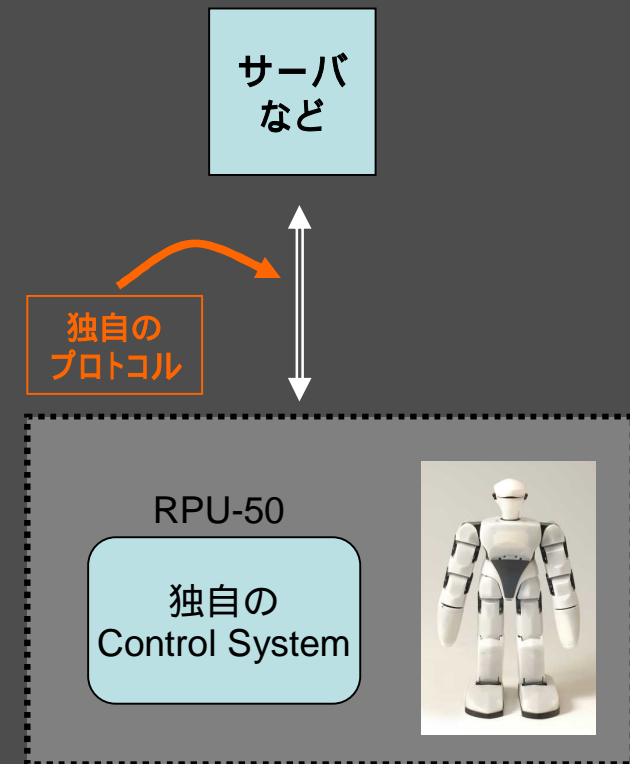 サーバ
など
独自の
プロトコル
RPU-50
独自の
Control System